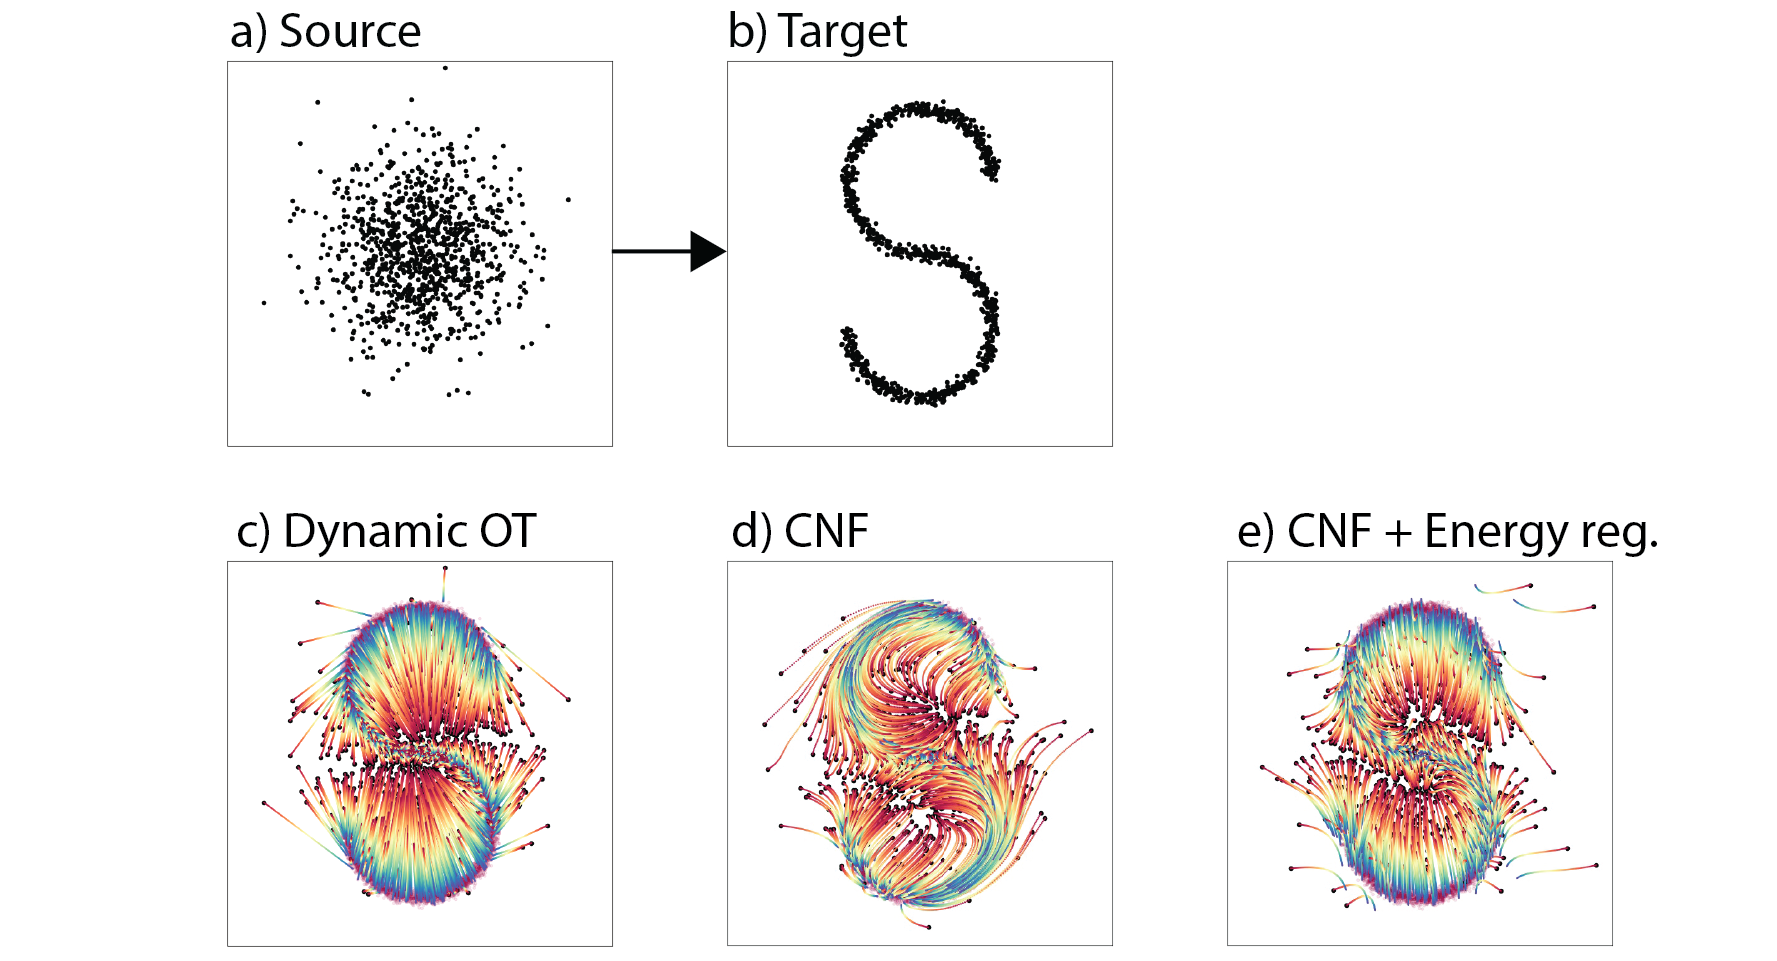 a) Source
b) Target
c) Dynamic OT
d) CNF
e) CNF + Energy reg.